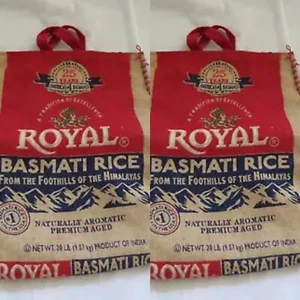 25
YEARS
A TRADITION OF EXCELLENCE
ROYAL®
BASMATI RICE
FROM THE FOOTHILLS OF THE HIMALAYAS
#1
NATURALLY AROMATIC
PREMIUM AGED
NET WT. 20 LB. (9.07 KG) PRODUCT OF INDIA
ROYAL BASMATI RIC
25
YEARS
A TRADITION OF EXCELLENCE
ROYAL®
BASMATI RICE
FROM THE FOOTHILLS OF THE HIMALAYAS
#1
NATURALLY AROMATIC
PREMIUM AGED
NET WT. 20 LB. (9.07 KG) PRODUCT OF INDIA
ROYAL BASMATI RIC